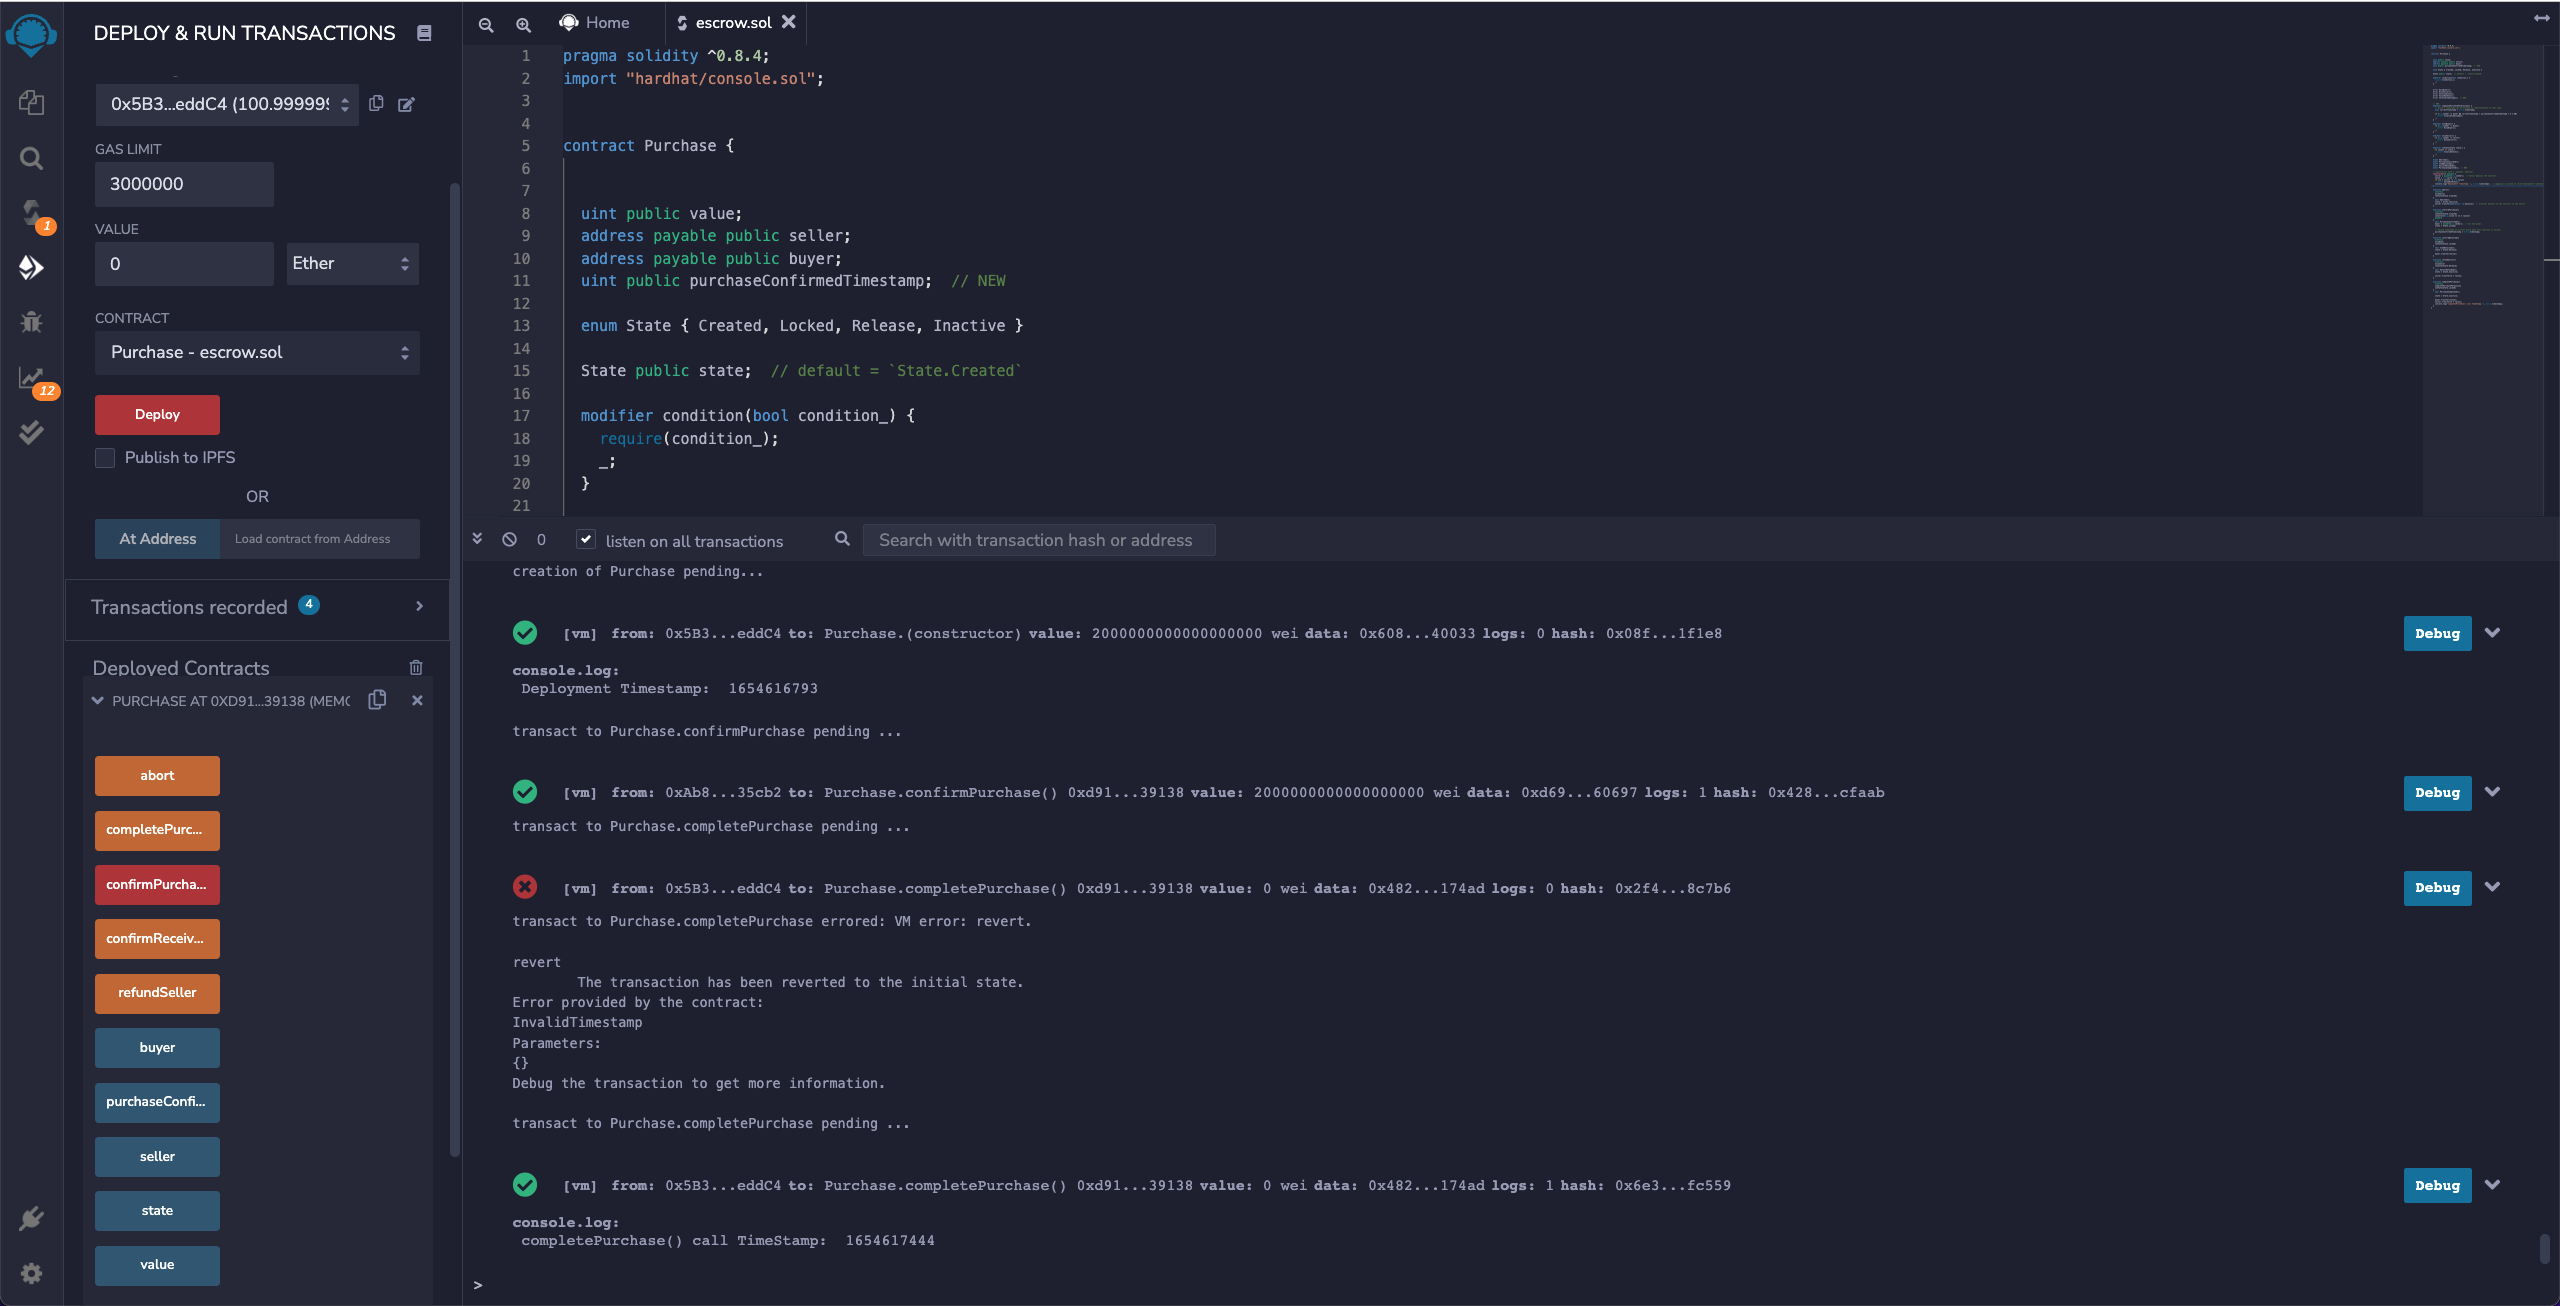 DEPLOY & RUN TRANSACTIONS
0x5B3...eddC4 (100.999999
GAS LIMIT
3000000
VALUE
0
Ether
CONTRACT
Purchase - escrow.sol
Deploy
Publish to IPFS
OR
At Address
Load contract from Address
Transactions recorded 4
Deployed Contracts
PURCHASE AT 0XD91...39138 (MEMO
abort
completePurc...
confirmPurcha...
confirmReceiv...
refundSeller
buyer
purchaseConfi...
seller
state
value
1
12
Home
escrow.sol
1 pragma solidity ^0.8.4;
2 import "hardhat/console.sol";
3
4
5 contract Purchase {
6
7
8 uint public value;
9 address payable public seller;
10 address payable public buyer;
11 uint public purchaseConfirmedTimestamp;  // NEW
12
13 enum State { Created, Locked, Release, Inactive }
14
15 State public state;  // default = `State.Created`
16
17 modifier condition(bool condition_) {
18 require(condition_);
19 _;
20 }
21
0
listen on all transactions
Search with transaction hash or address
creation of Purchase pending...
[vm] from: 0x5B3...eddC4 to: Purchase.(constructor) value: 2000000000000000000 wei data: 0x608...40033 logs: 0 hash: 0x08f...1f1e8
Debug
console.log:
Deployment Timestamp:  1654616793
transact to Purchase.confirmPurchase pending ...
[vm] from: 0xAb8...35cb2 to: Purchase.confirmPurchase() 0xd91...39138 value: 2000000000000000000 wei data: 0xd69...60697 logs: 1 hash: 0x428...cfaab
Debug
transact to Purchase.completePurchase pending ...
[vm] from: 0x5B3...eddC4 to: Purchase.completePurchase() 0xd91...39138 value: 0 wei data: 0x482...174ad logs: 0 hash: 0x2f4...8c7b6
Debug
transact to Purchase.completePurchase errored: VM error: revert.
revert
The transaction has been reverted to the initial state.
Error provided by the contract:
InvalidTimestamp
Parameters:
{}
Debug the transaction to get more information.
transact to Purchase.completePurchase pending ...
[vm] from: 0x5B3...eddC4 to: Purchase.completePurchase() 0xd91...39138 value: 0 wei data: 0x482...174ad logs: 1 hash: 0x6e3...fc559
Debug
console.log:
completePurchase() call TimeStamp:  1654617444
>